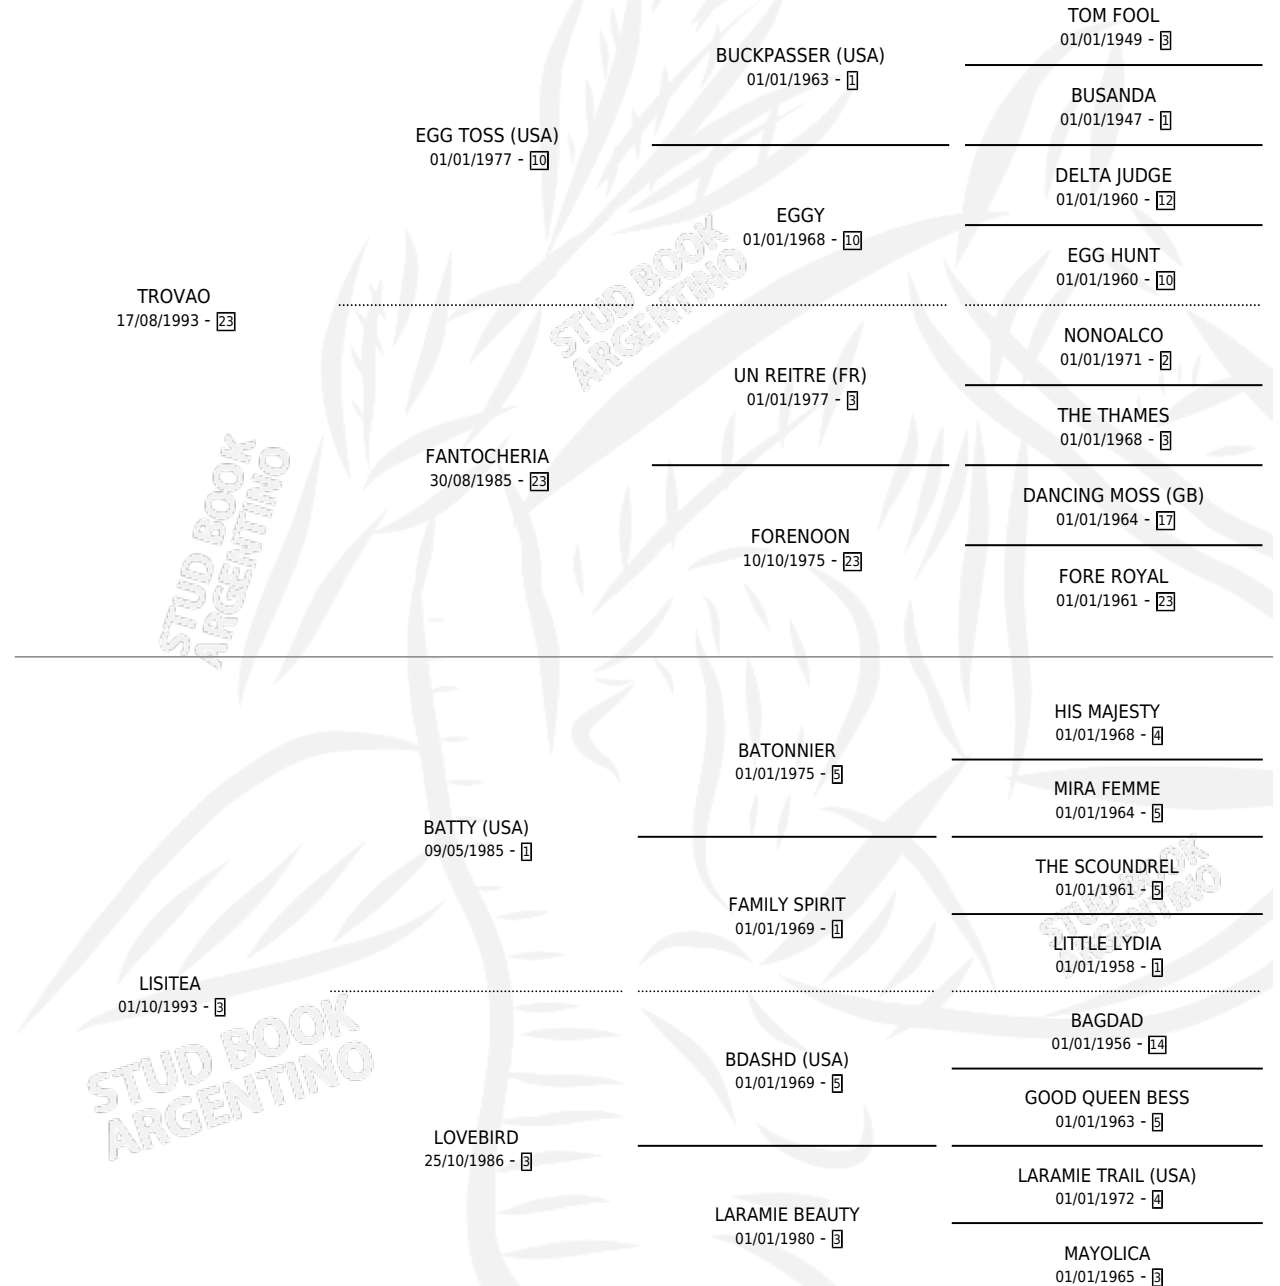 TOM FOOL
01/01/1949 - 3
BUCKPASSER (USA)
01/01/1963 - 1
BUSANDA
01/01/1947 - 1
EGG TOSS (USA)
01/01/1977 - 10
DELTA JUDGE
01/01/1960 - 12
EGGY
01/01/1968 - 10
EGG HUNT
01/01/1960 - 10
TROVAO
17/08/1993 - 23
NONOALCO
01/01/1971 - 2
UN REITRE (FR)
01/01/1977 - 3
THE THAMES
01/01/1968 - 3
FANTOCHERIA
30/08/1985 - 23
DANCING MOSS (GB)
01/01/1964 - 17
FORENOON
10/10/1975 - 23
FORE ROYAL
01/01/1961 - 23
STUD BOOK
ARGENTINO
STUD BOOK
ARGENTINO
HIS MAJESTY
01/01/1968 - 4
BATONNIER
01/01/1975 - 5
MIRA FEMME
01/01/1964 - 5
BATTY (USA)
09/05/1985 - 1
THE SCOUNDREL
01/01/1961 - 5
FAMILY SPIRIT
01/01/1969 - 1
LITTLE LYDIA
01/01/1958 - 1
STUD BOOK
ARGENTINO
LISITEA
01/10/1993 - 3
BAGDAD
01/01/1956 - 14
BDASHD (USA)
01/01/1969 - 5
GOOD QUEEN BESS
01/01/1963 - 5
LOVEBIRD
25/10/1986 - 3
LARAMIE TRAIL (USA)
01/01/1972 - 4
LARAMIE BEAUTY
01/01/1980 - 3
MAYOLICA
01/01/1965 - 3
STUD BOOK
ARGENTINO